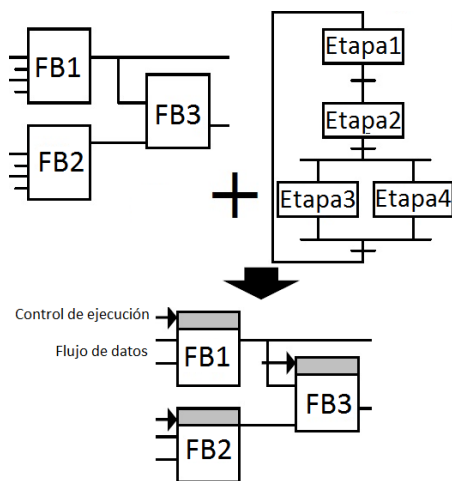 FB1
FB2
FB3
Etapa1
Etapa2
Etapa3
Etapa4
Control de ejecución
Flujo de datos
FB1
FB2
FB3